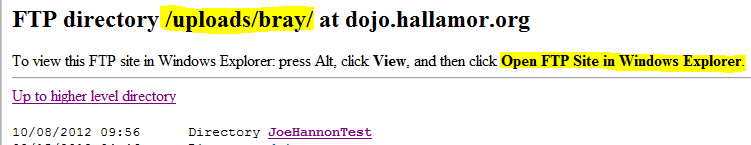 FTP directory /uploads/bray/ at dojo.hallamor.org
To view this FTP site in Windows Explorer: press Alt, click View, and then click Open FTP Site in Windows Explorer.
Up to higher level directory
10/08/2012 09:56 Directory JoeHannonTest